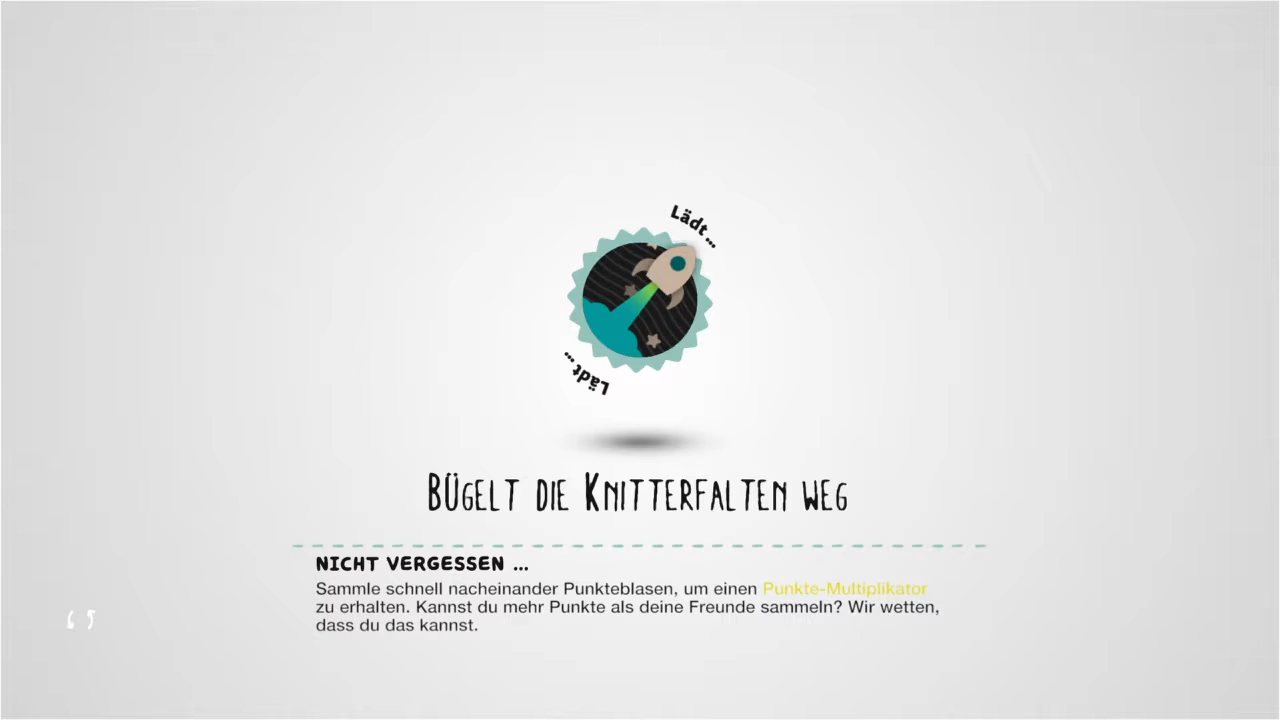 Lädt ...
Lädt ...
BÜGELT DIE KNITTERFALTEN WEG
NICHT VERGESSEN ...
Sammle schnell nacheinander Punkteblasen, um einen Punkte-Multiplikator
zu erhalten. Kannst du mehr Punkte als deine Freunde sammeln? Wir wetten,
dass du das kannst.
65